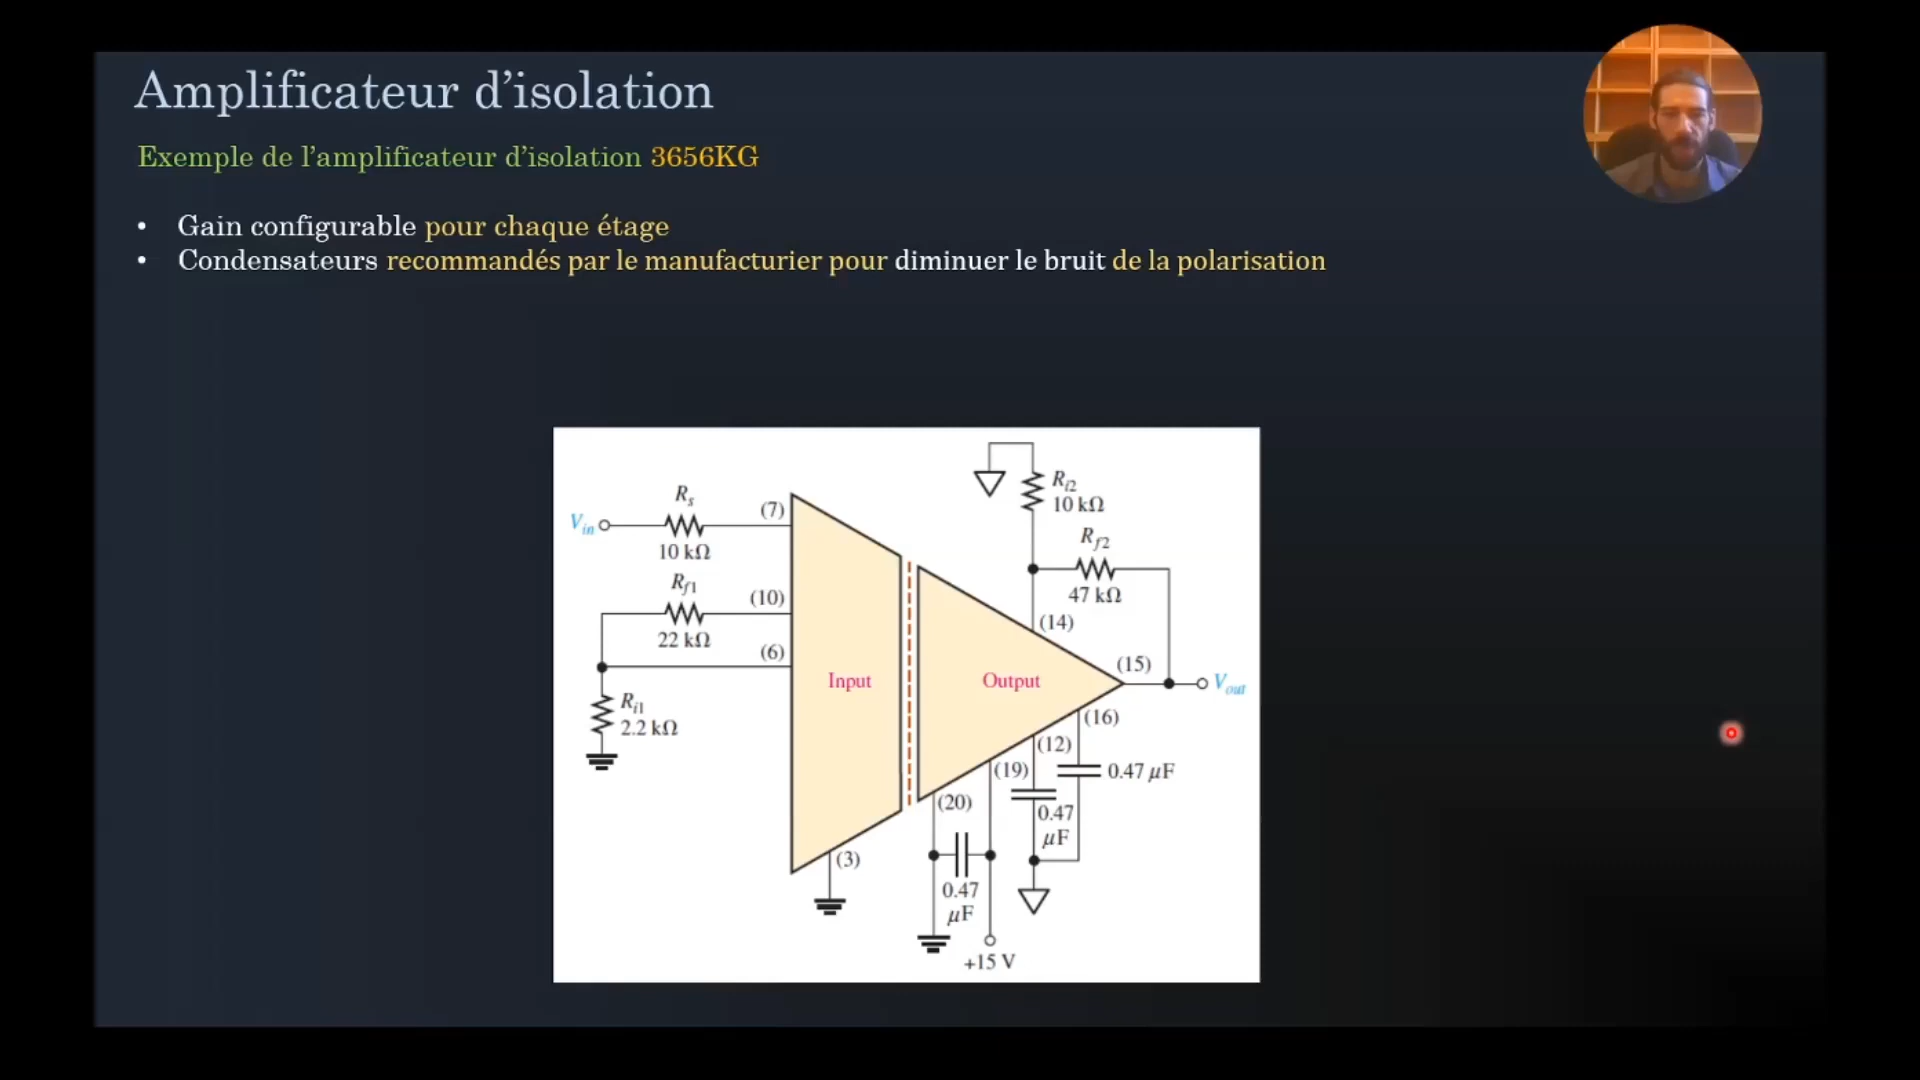 Amplificateur d'isolation
Exemple de l'amplificateur d'isolation 3656KG
• Gain configurable pour chaque étage
• Condensateurs recommandés par le manufacturier pour diminuer le bruit de la polarisation
Vin
Rs
10 kΩ
(7)
Rf1
22 kΩ
(10)
(6)
Ri1
2.2 kΩ
Input
(3)
Ri2
10 kΩ
Rf2
47 kΩ
(14)
Output
(15)
Vout
(16)
(12)
(19)
0.47 μF
(20)
0.47
μF
0.47
μF
+15 V